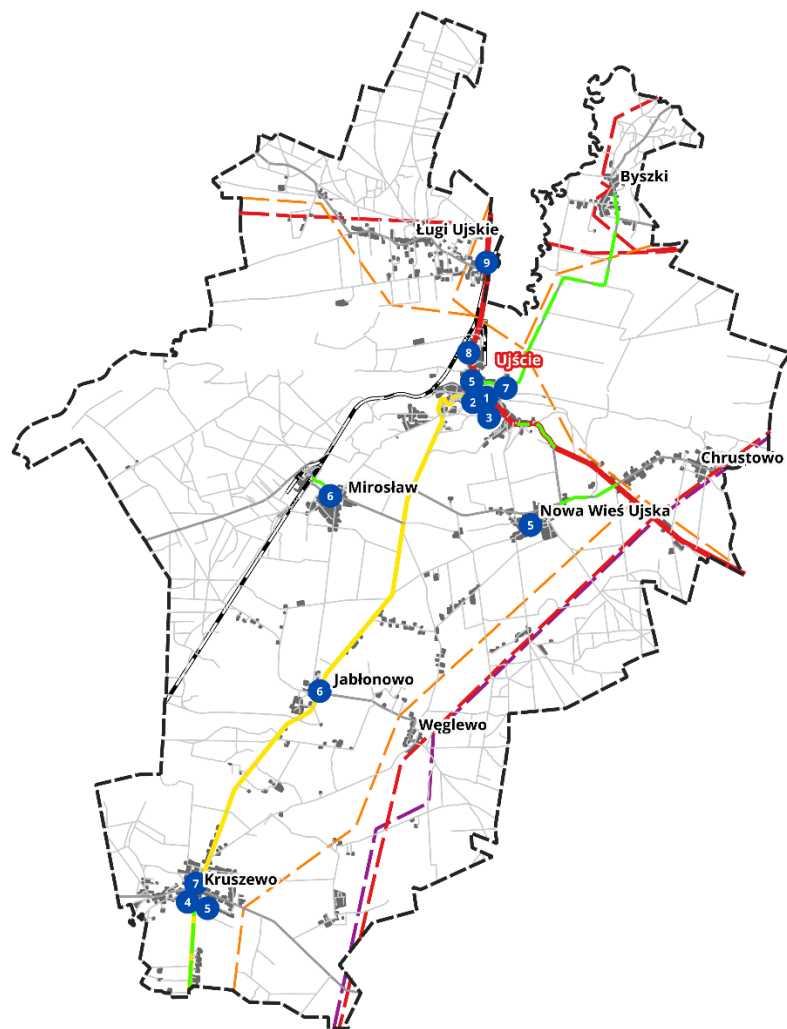 Byszki
Ługi Ujskie
9
8
Ujście
5
7
1
2
3
Chrustowo
Mirosław
6
Nowa Wieś Ujska
5
Jabłonowo
6
Węglewo
Kruszewo
7
4
5